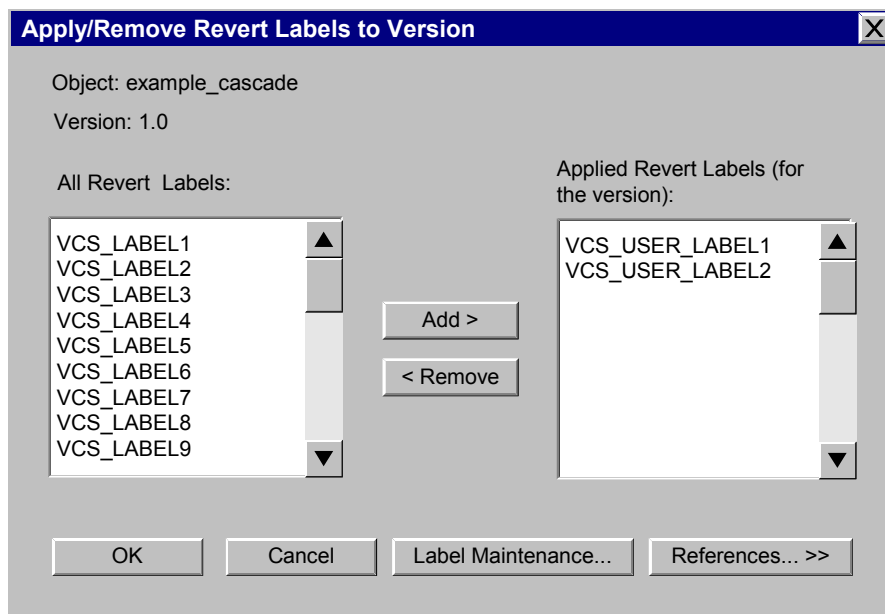 Apply/Remove Revert Labels to Version
X
Object: example_cascade
Version: 1.0
All Revert Labels:
VCS_LABEL1
VCS_LABEL2
VCS_LABEL3
VCS_LABEL4
VCS_LABEL5
VCS_LABEL6
VCS_LABEL7
VCS_LABEL8
VCS_LABEL9
Add >
< Remove
Applied Revert Labels (for
the version):
VCS_USER_LABEL1
VCS_USER_LABEL2
OK
Cancel
Label Maintenance...
References... >>